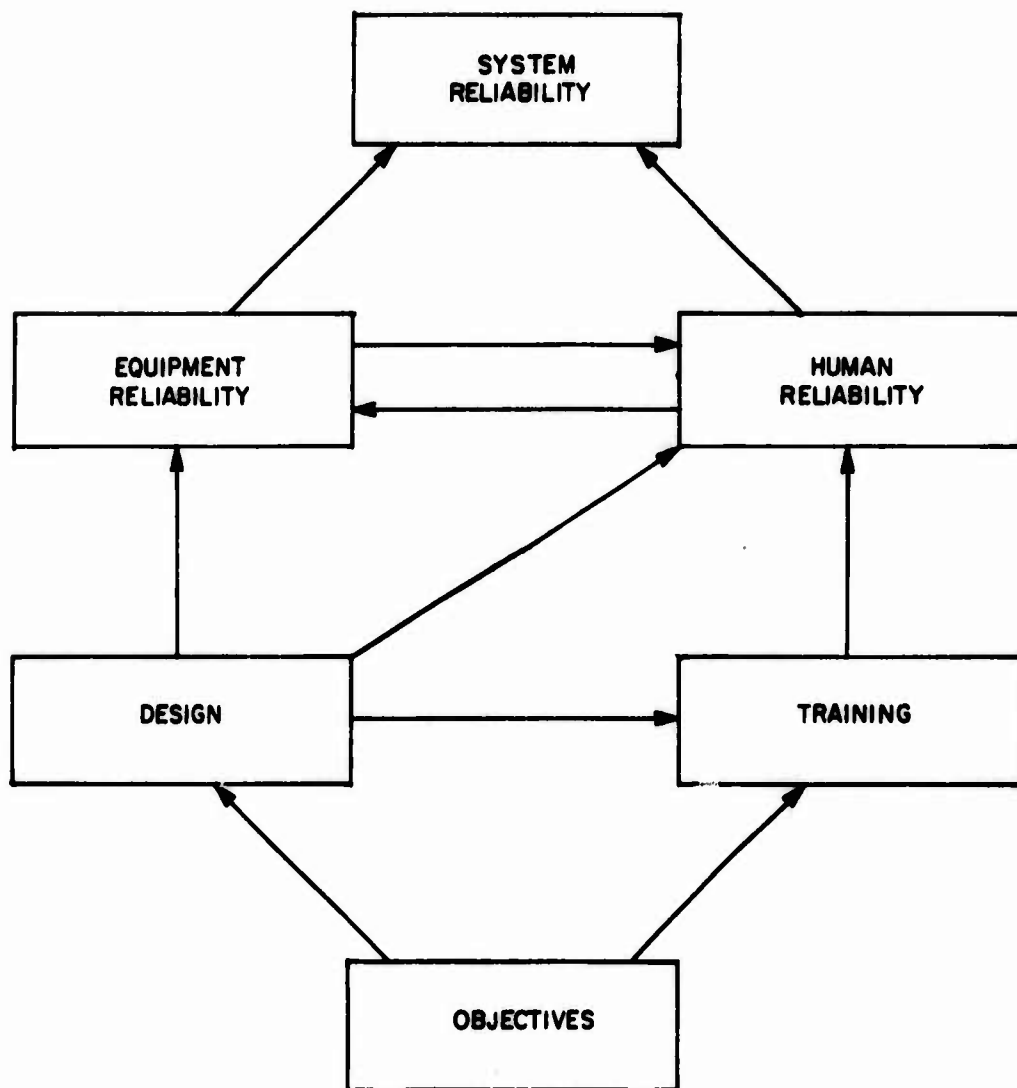 SYSTEM
RELIABILITY
EQUIPMENT
RELIABILITY
HUMAN
RELIABILITY
DESIGN
TRAINING
OBJECTIVES